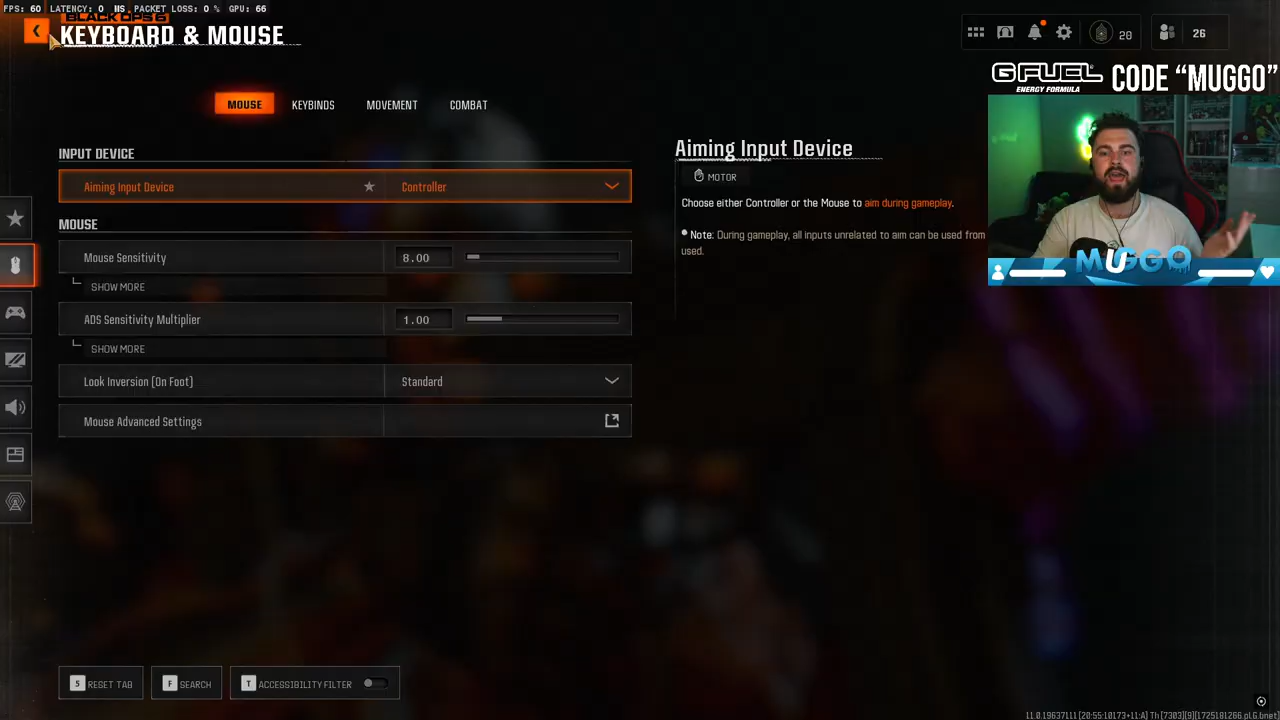 FPS: 60 LATENCY: 0 MS PACKET LOSS: 0 % GPU: 66
BLACK OPS 6
KEYBOARD & MOUSE
20
26
G FUEL
ENERGY FORMULA
CODE "MUGGO"
MOUSE
KEYBINDS
MOVEMENT
COMBAT
INPUT DEVICE
Aiming Input Device
Controller
MOUSE
Mouse Sensitivity
8.00
SHOW MORE
ADS Sensitivity Multiplier
1.00
SHOW MORE
Look Inversion (On Foot)
Standard
Mouse Advanced Settings
Aiming Input Device
MOTOR
Choose either Controller or the Mouse to aim during gameplay.
Note: During gameplay, all inputs unrelated to aim can be used from
used.
MUGGO
S RESET TAB
F SEARCH
T ACCESSIBILITY FILTER